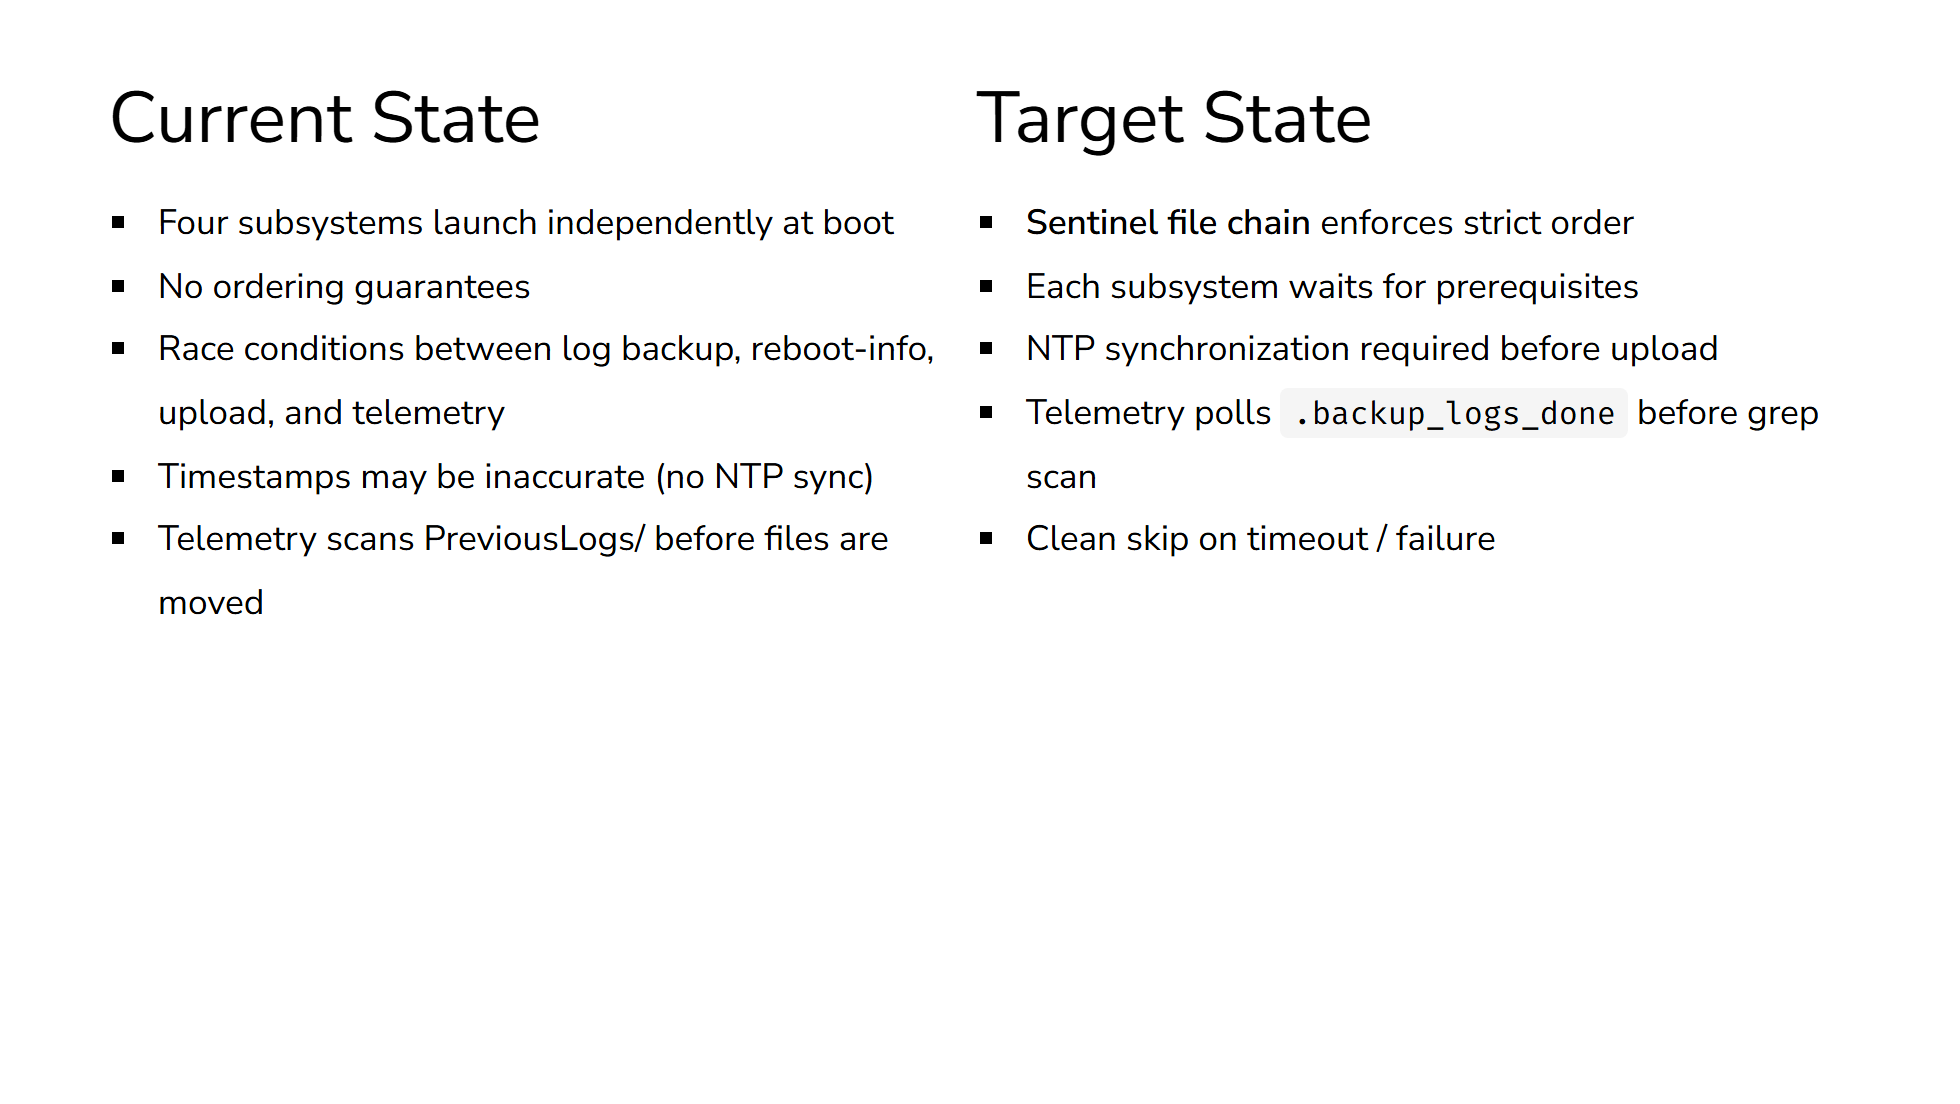 Current State
Four subsystems launch independently at boot
No ordering guarantees
Race conditions between log backup, reboot-info,
upload, and telemetry
Timestamps may be inaccurate (no NTP sync)
Telemetry scans PreviousLogs/ before files are
moved
Target State
Sentinel file chain enforces strict order
Each subsystem waits for prerequisites
NTP synchronization required before upload
Telemetry polls .backup_logs_done before grep
scan
Clean skip on timeout / failure